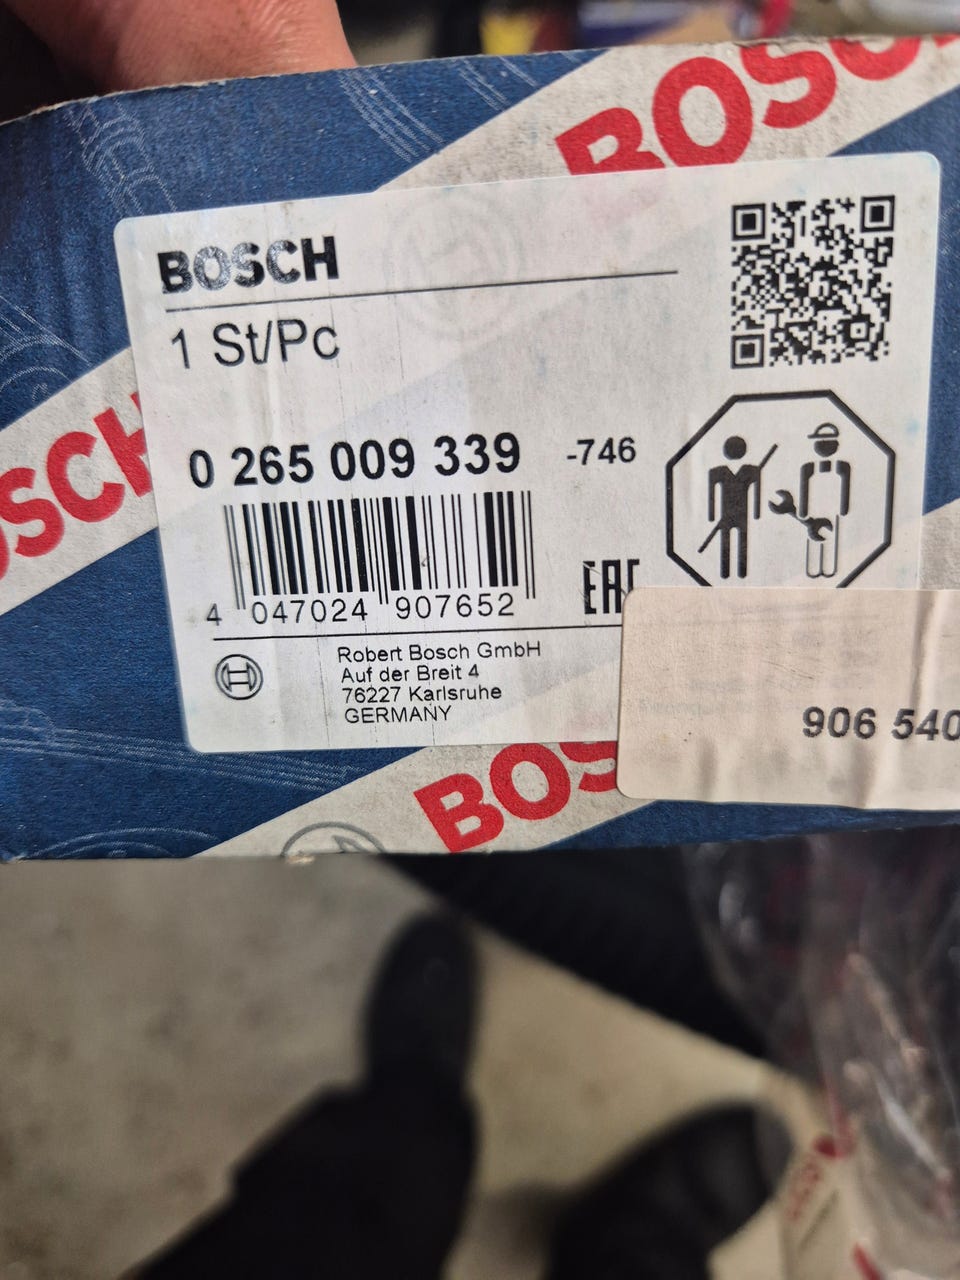 BOSCH
BOSCH
1 St/Pc
0 265 009 339 -746
4 047024 907652
EAC
Robert Bosch GmbH
Auf der Breit 4
76227 Karlsruhe
GERMANY
906 540
OSCH
BOS